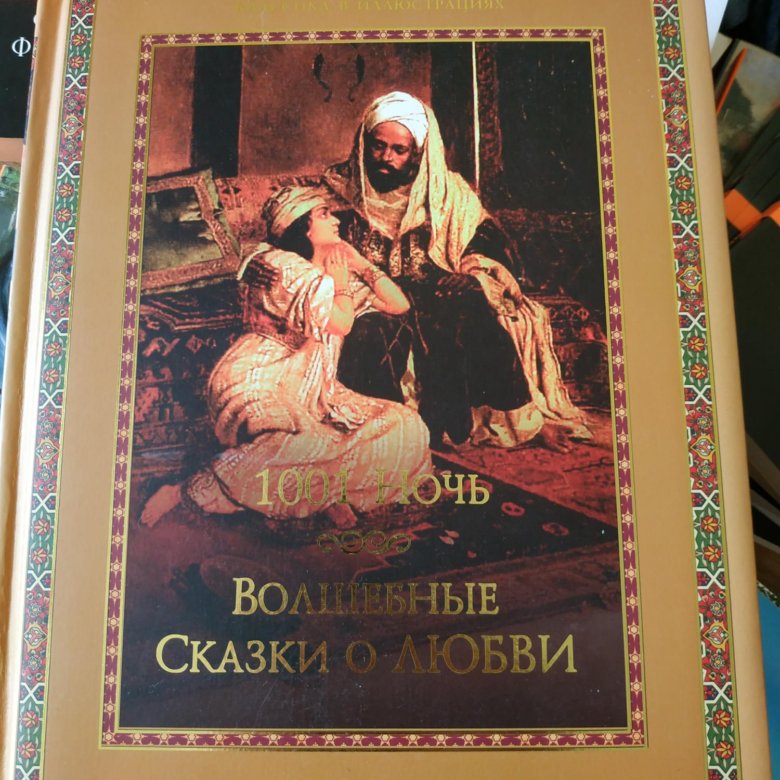 В ИЛЛЮСТРАЦИЯХ
Ф
1001 Ночь
Волшебные
Сказки о любви